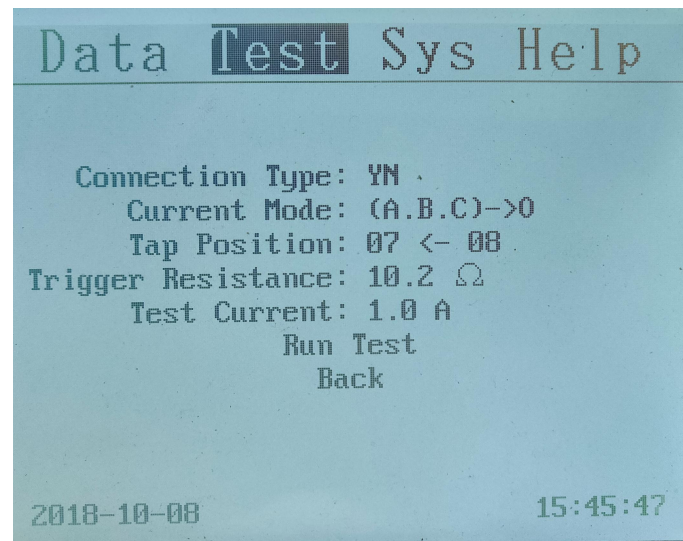 Data Test Sys Help
Connection Type: YN
Current Mode: (A.B.C)->0
Tap Position: 07 <- 08
Trigger Resistance: 10.2 Ω
Test Current: 1.0 A
Run Test
Back
2018-10-08 15:45:47